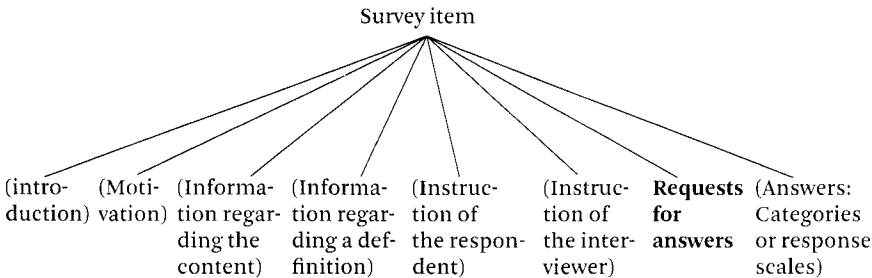 Survey item
(intro-
duction)
(Moti-
vation)
(Informa-
tion regar-
ding the
content)
(Informa-
tion regar-
ding a def-
finition)
(Instruc-
tion of
the respon-
dent)
(Instruc-
tion of
the inter-
viewer)
Requests
for
answers
(Answers:
Categories
or response
scales)